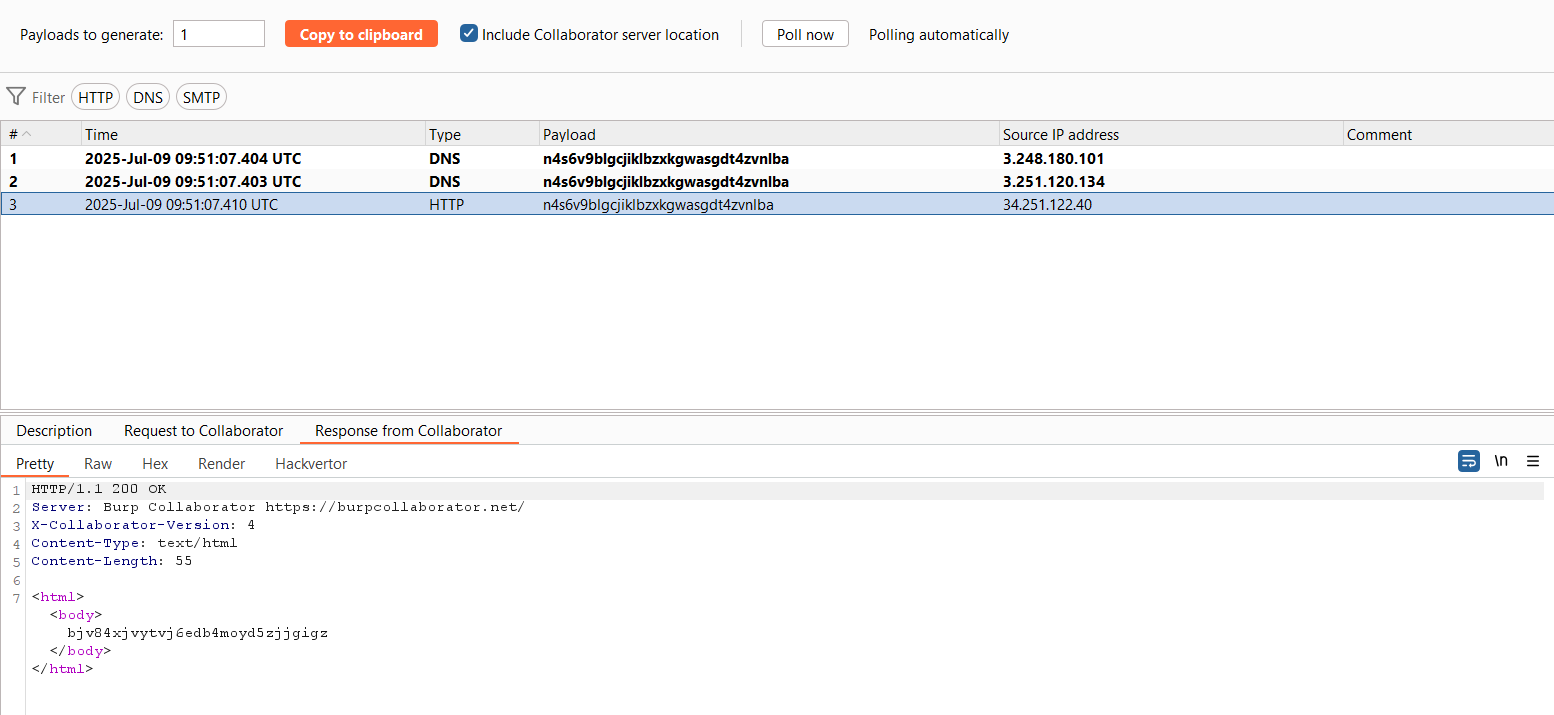 Payloads to generate: 1 Copy to clipboard Include Collaborator server location Poll now Polling automatically
Filter HTTP DNS SMTP
# Time Type Payload Source IP address Comment
1 2025-Jul-09 09:51:07.404 UTC DNS n4s6v9blgcjiklbzxkgwasgdt4zvnlba 3.248.180.101
2 2025-Jul-09 09:51:07.403 UTC DNS n4s6v9blgcjiklbzxkgwasgdt4zvnlba 3.251.120.134
3 2025-Jul-09 09:51:07.410 UTC HTTP n4s6v9blgcjiklbzxkgwasgdt4zvnlba 34.251.122.40
Description Request to Collaborator Response from Collaborator
Pretty Raw Hex Render Hackvertor \n
1 HTTP/1.1 200 OK
2 Server: Burp Collaborator https://burpcollaborator.net/
3 X-Collaborator-Version: 4
4 Content-Type: text/html
5 Content-Length: 55
6
7 <html>
<body>
bjv84xjvytvj6edb4moyd5zjjgigz
</body>
</html>